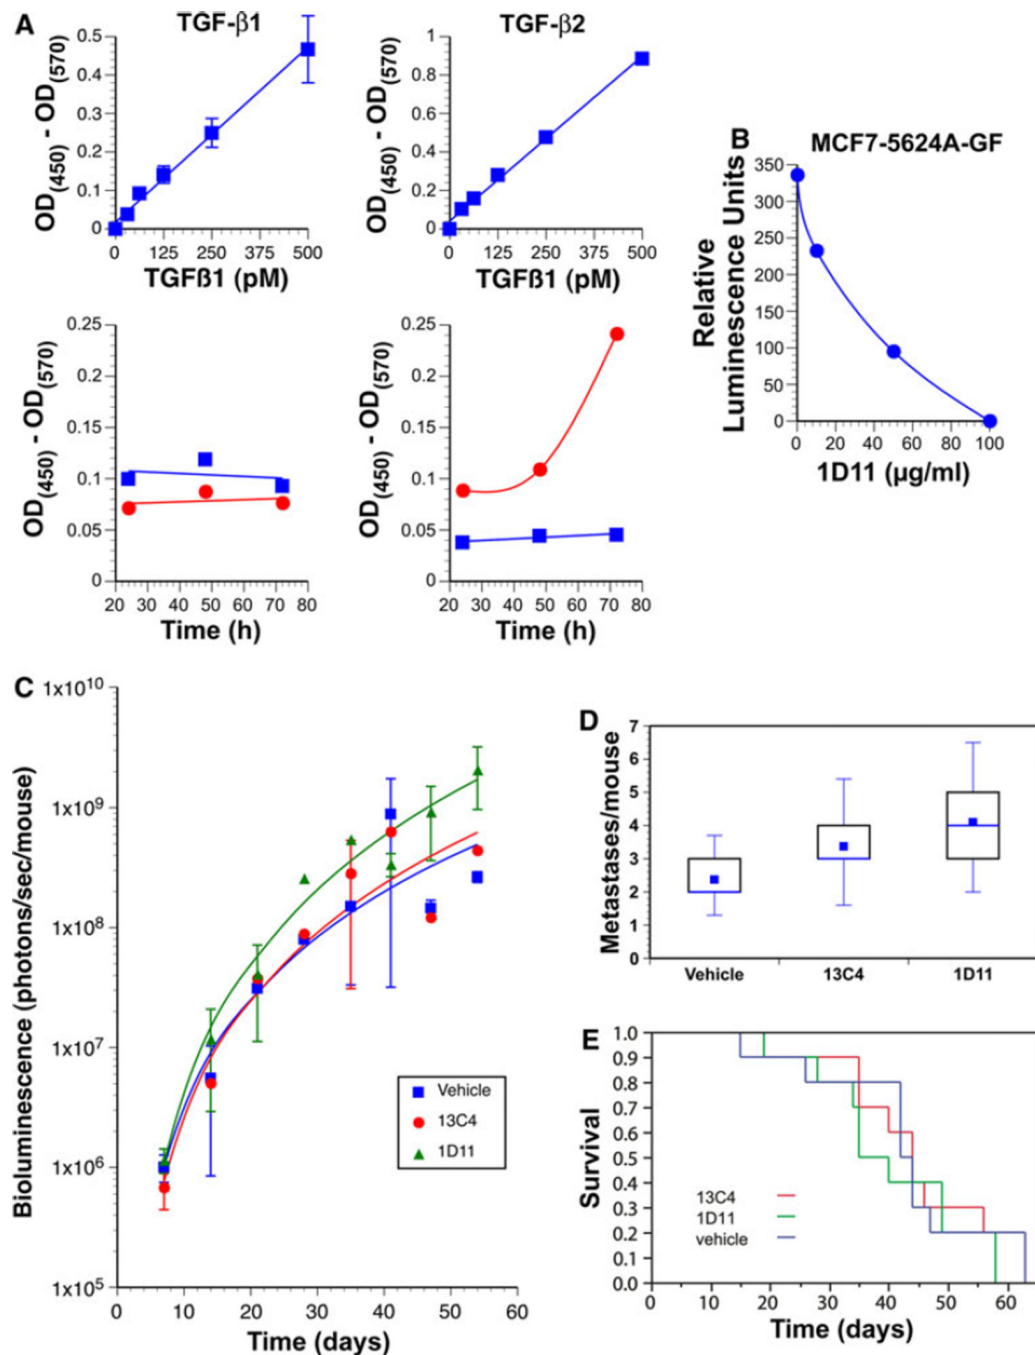 A
TGF-β1
OD(450) - OD(570)
0.5
0.4
0.3
0.2
0.1
0
0 125 250 375 500
TGFß1 (pM)
TGF-β2
OD(450) - OD(570)
1
0.8
0.6
0.4
0.2
0
0 125 250 375 500
TGFß1 (pM)
B
MCF7-5624A-GF
Relative
Luminescence Units
350
300
250
200
150
100
50
0
0 20 40 60 80 100
1D11 (µg/ml)
OD(450) - OD(570)
0.25
0.2
0.15
0.1
0.05
0
20 30 40 50 60 70 80
Time (h)
OD(450) - OD(570)
0.25
0.2
0.15
0.1
0.05
0
20 30 40 50 60 70 80
Time (h)
C
Bioluminescence (photons/sec/mouse)
1x10^10
1x10^9
1x10^8
1x10^7
1x10^6
1x10^5
0 10 20 30 40 50 60
Time (days)
Vehicle
13C4
1D11
D
Metastases/mouse
7
6
5
4
3
2
1
0
Vehicle 13C4 1D11
E
Survival
1.0
0.9
0.8
0.7
0.6
0.5
0.4
0.3
0.2
0.1
0.0
13C4
1D11
vehicle
0 10 20 30 40 50 60
Time (days)